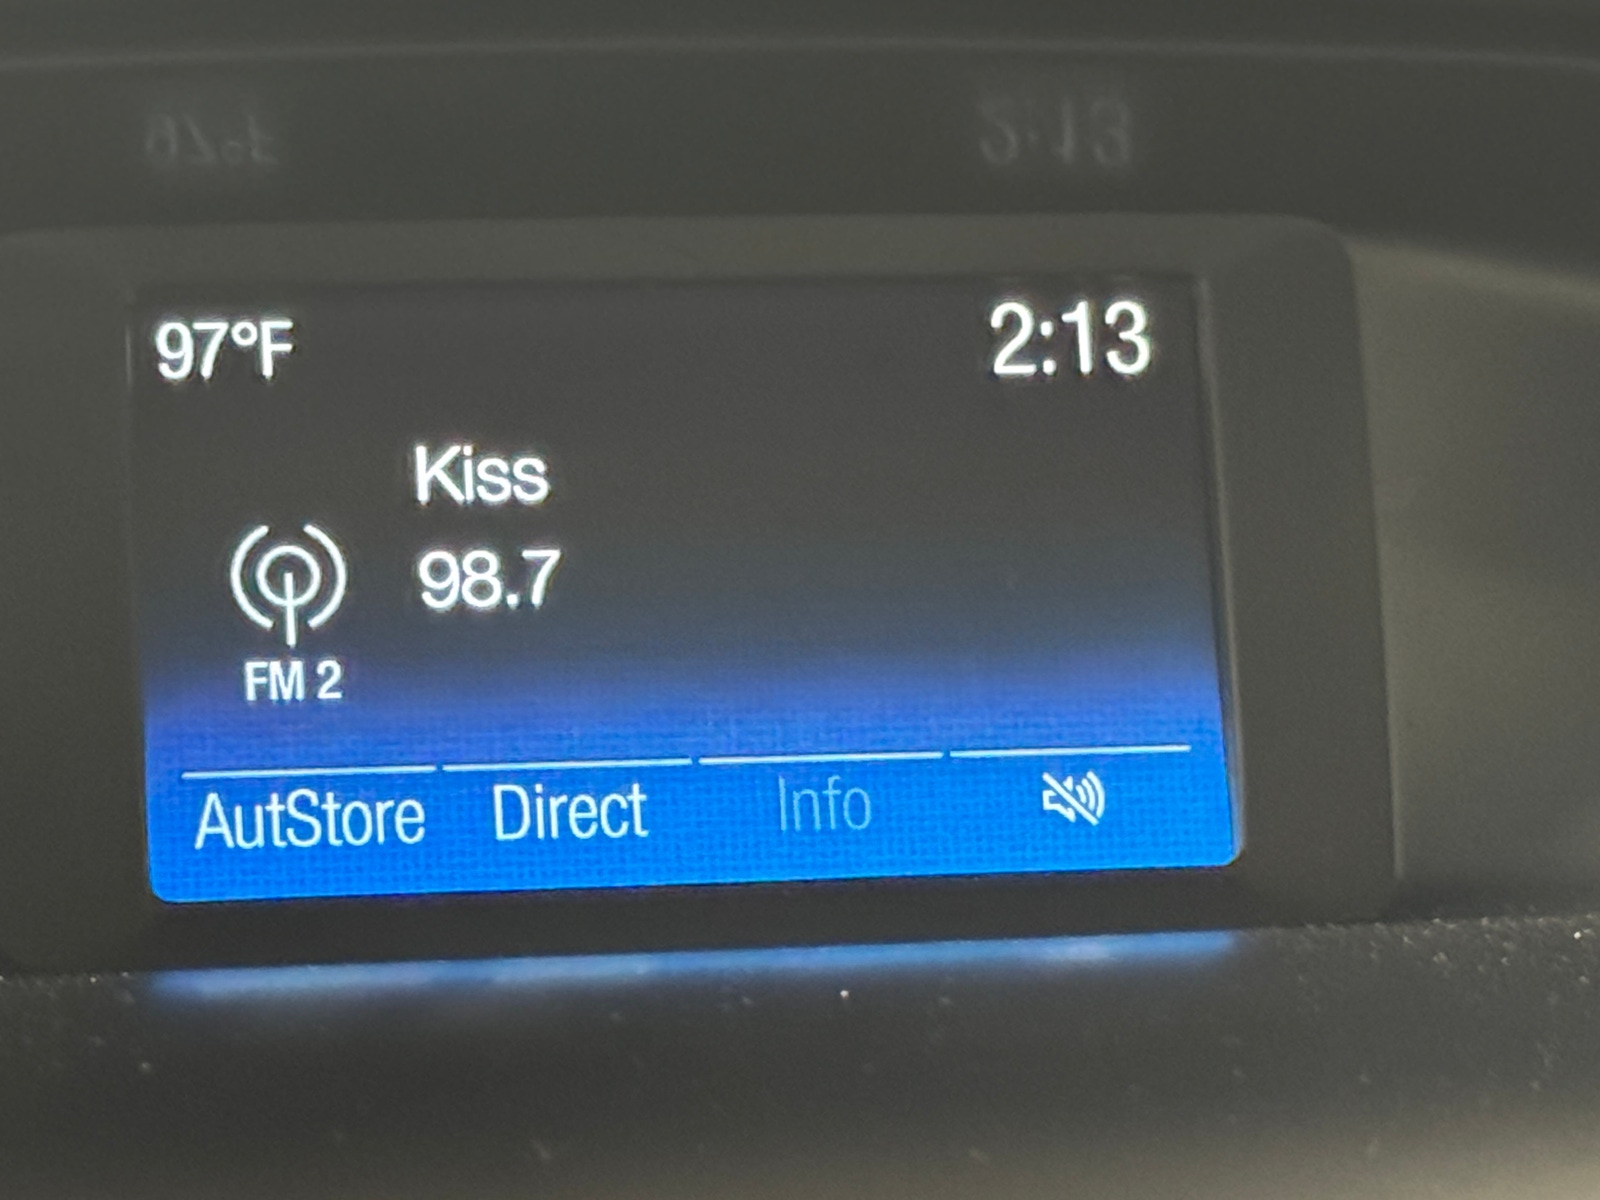 97°F 2:13
Kiss
98.7
FM 2
AutStore Direct Info